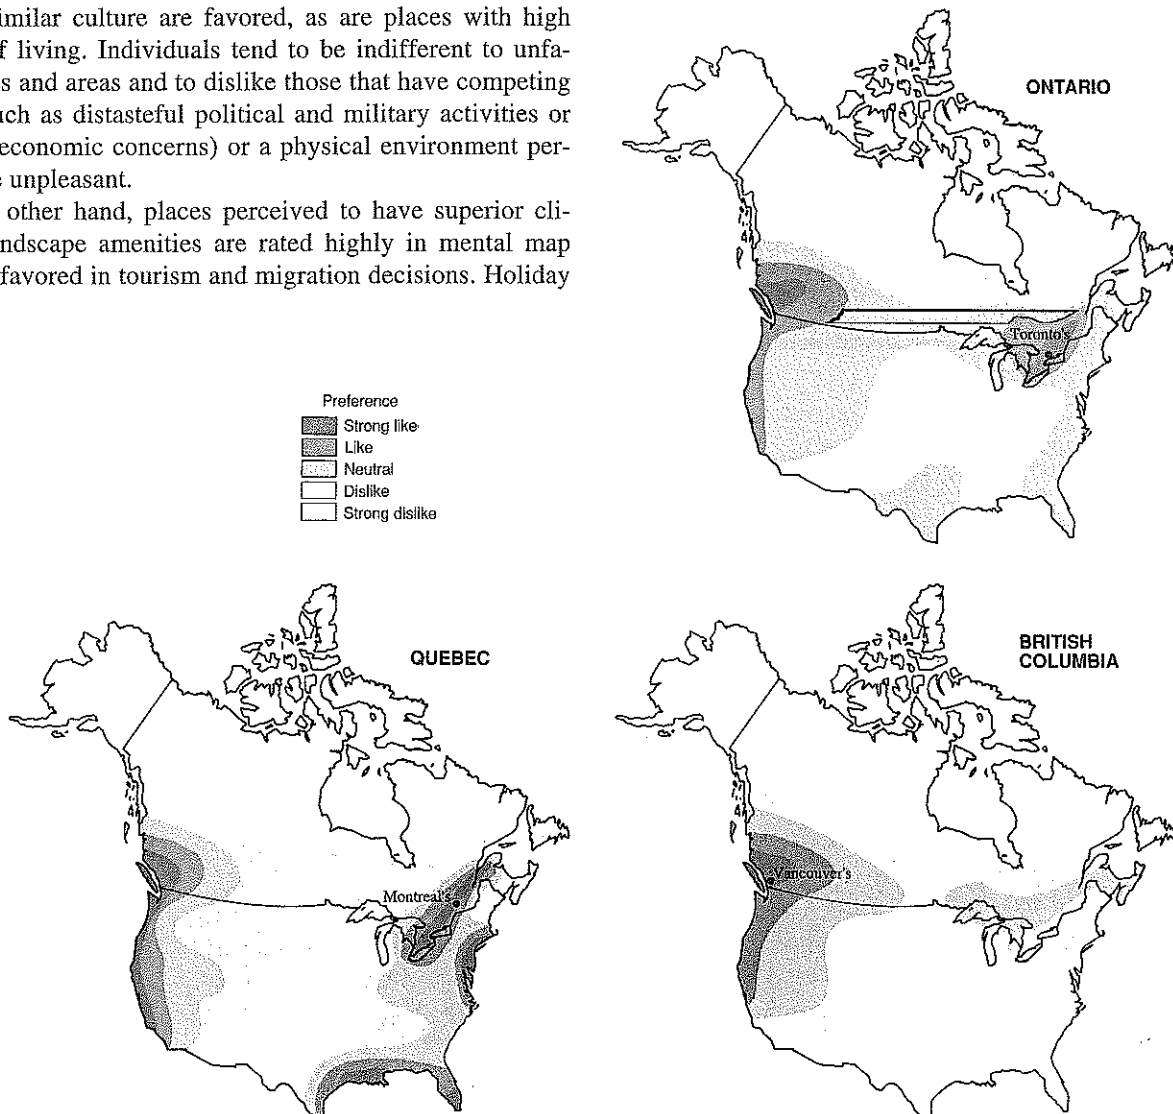 imilar culture are favored, as are places with high
f living. Individuals tend to be indifferent to unfa-
s and areas and to dislike those that have competing
uch as distasteful political and military activities or
economic concerns) or a physical environment per-
e unpleasant.
other hand, places perceived to have superior cli-
ndscape amenities are rated highly in mental map
favored in tourism and migration decisions. Holiday
ONTARIO
Toronto's
Preference
Strong like
Like
Neutral
Dislike
Strong dislike
QUEBEC
Montreal's
BRITISH
COLUMBIA
Vancouver's